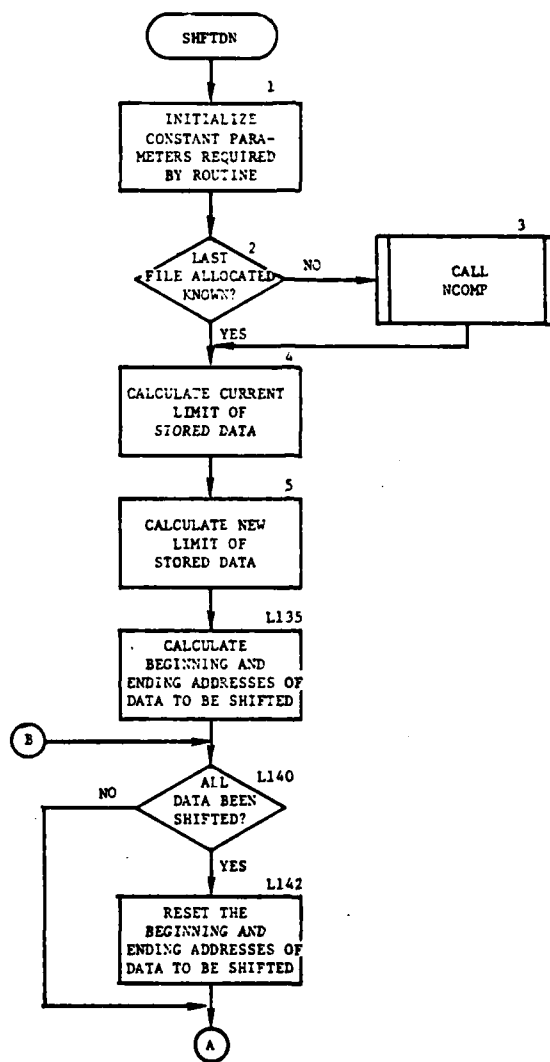 SHFTDN
1
INITIALIZE
CONSTANT PARA-
METERS REQUIRED
BY ROUTINE
2
LAST
FILE ALLOCATED
KNOWN?
NO
3
CALL
NCOMP
YES
4
CALCULATE CURRENT
LIMIT OF
STORED DATA
5
CALCULATE NEW
LIMIT OF
STORED DATA
L135
CALCULATE
BEGINNING AND
ENDING ADDRESSES OF
DATA TO BE SHIFTED
B
L140
ALL
DATA BEEN
SHIFTED?
NO
YES
L142
RESET THE
BEGINNING AND
ENDING ADDRESSES OF
DATA TO BE SHIFTED
A